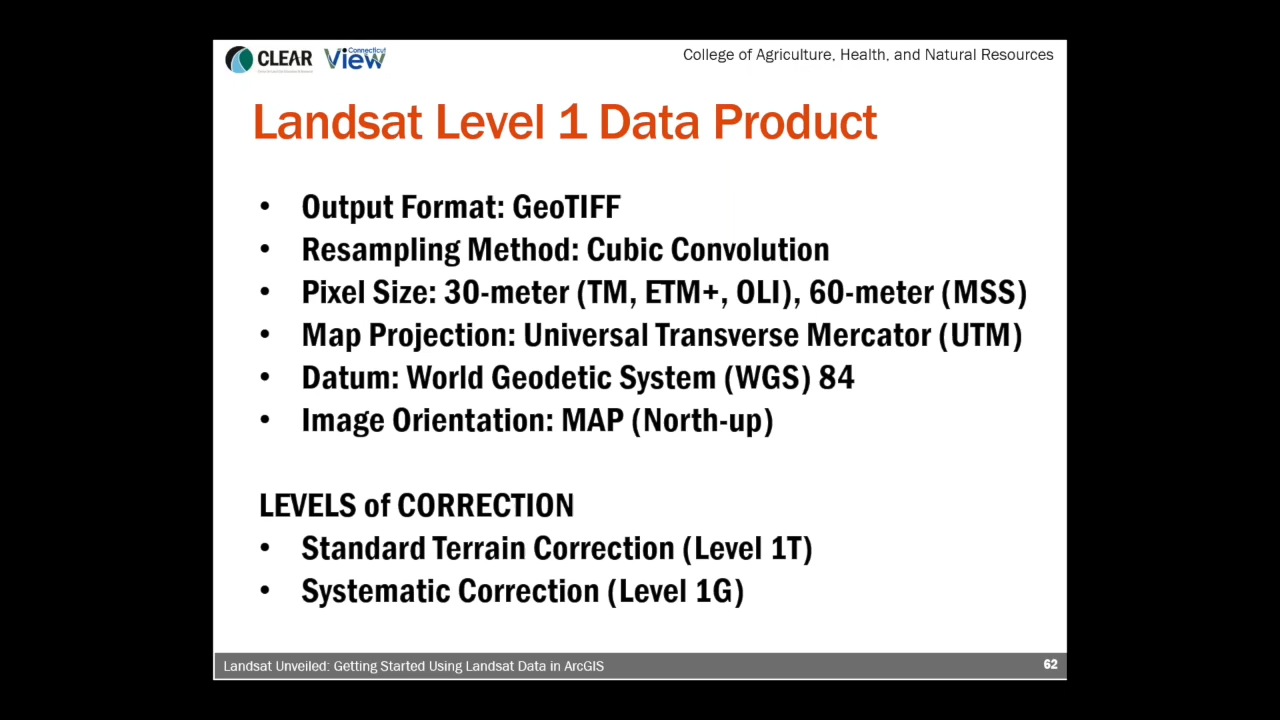 CLEAR Connecticut View
College of Agriculture, Health, and Natural Resources
Landsat Level 1 Data Product
• Output Format: GeoTIFF
• Resampling Method: Cubic Convolution
• Pixel Size: 30-meter (TM, ETM+, OLI), 60-meter (MSS)
• Map Projection: Universal Transverse Mercator (UTM)
• Datum: World Geodetic System (WGS) 84
• Image Orientation: MAP (North-up)
LEVELS of CORRECTION
• Standard Terrain Correction (Level 1T)
• Systematic Correction (Level 1G)
Landsat Unveiled: Getting Started Using Landsat Data in ArcGIS
62